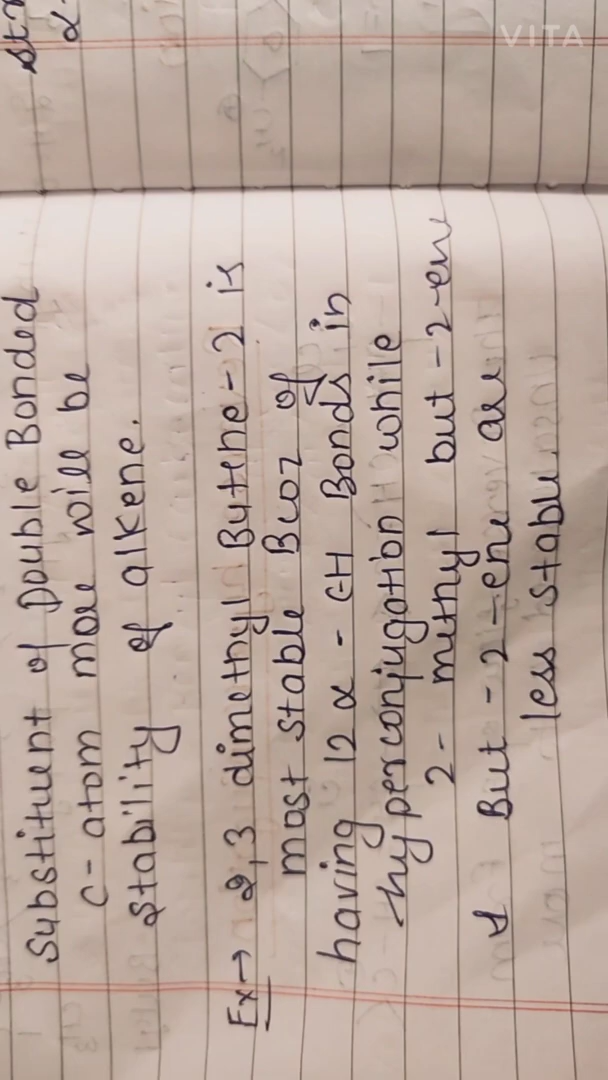 VITA
Substituent of Double Bonded
C-atom more will be
Stability of alkene.
Ex→ 2,3 dimethyl Butene-2 is
most stable Bcoz of
having 12 α-CH Bonds in
hyperconjugation while
2-methyl but-2-ene
& But-2-ene are
less stable.